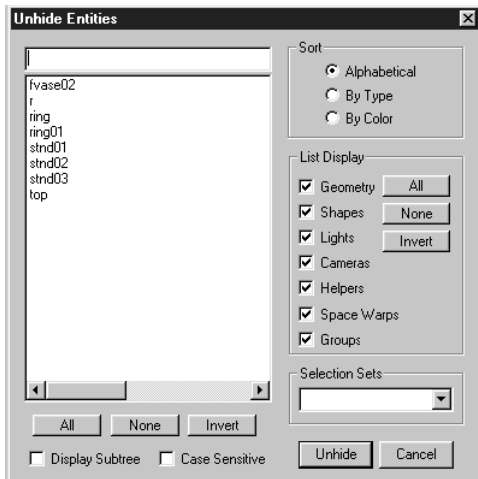 Unhide Entities
fvase02
r
ring
ring01
stnd01
stnd02
stnd03
top
All None Invert
Display Subtree Case Sensitive
Sort
Alphabetical
By Type
By Color
List Display
Geometry All
Shapes None
Lights Invert
Cameras
Helpers
Space Warps
Groups
Selection Sets
Unhide Cancel